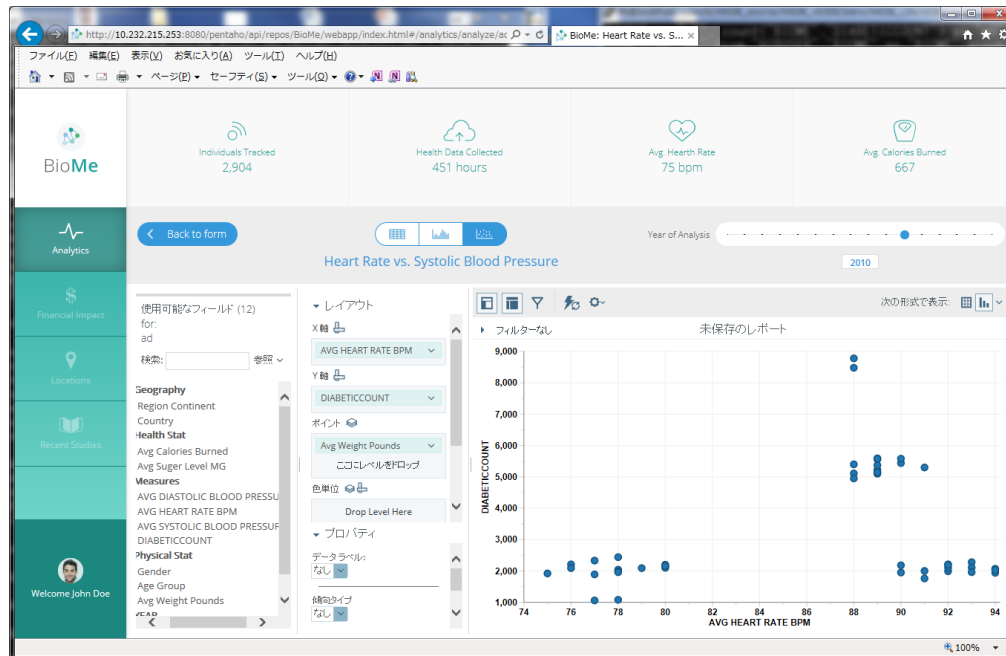 http://10.232.215.253:8080/pentaho/api/repos/BioMe/webapp/index.html#/analytics/analyze/ac
BioMe: Heart Rate vs. S...
ファイル(F) 編集(E) 表示(V) お気に入り(A) ツール(T) ヘルプ(H)
ページ(P) セーフティ(S) ツール(O)
BioMe
Individuals Tracked
2,904
Health Data Collected
451 hours
Avg. Hearth Rate
75 bpm
Avg. Calories Burned
667
Analytics
Financial Impact
Locations
Recent Studies
Welcome John Doe
Back to form
Year of Analysis
2010
Heart Rate vs. Systolic Blood Pressure
使用可能なフィールド (12)
for:
ad
検索:
参照
Geography
Region Continent
Country
Health Stat
Avg Calories Burned
Avg Suger Level MG
Measures
AVG DIASTOLIC BLOOD PRESSU
AVG HEART RATE BPM
AVG SYSTOLIC BLOOD PRESSUR
DIABETICCOUNT
Physical Stat
Gender
Age Group
Avg Weight Pounds
YEAR
レイアウト
X 軸
AVG HEART RATE BPM
Y 軸
DIABETICCOUNT
ポイント
Avg Weight Pounds
ここにレベルをドロップ
色単位
Drop Level Here
プロパティ
データラベル:
なし
傾向タイプ
なし
次の形式で表示:
フィルターなし
未保存のレポート
9,000
8,000
7,000
6,000
5,000
4,000
3,000
2,000
1,000
DIABETICCOUNT
74 76 78 80 82 84 86 88 90 92 94
AVG HEART RATE BPM
100%